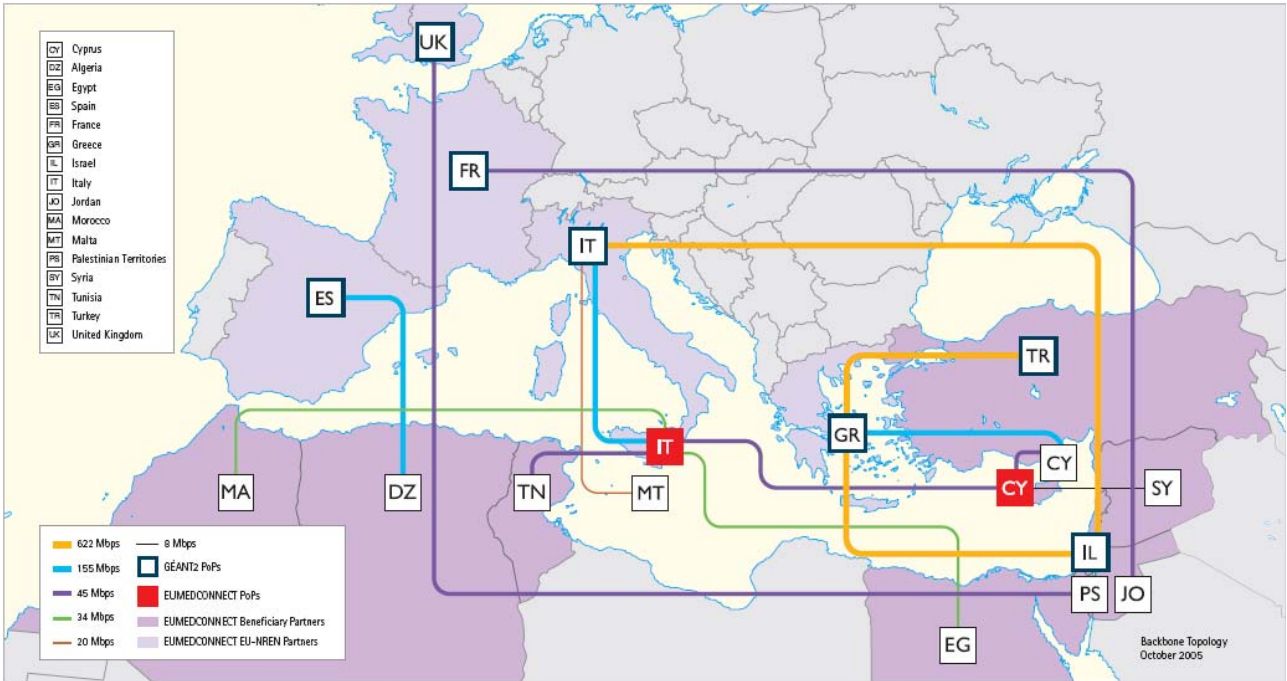 UK
CY Cyprus
DZ Algeria
EG Egypt
ES Spain
FR France
GR Greece
IL Israel
IT Italy
JO Jordan
MA Morocco
MT Malta
PS Palestinian Territories
SY Syria
TN Tunisia
TR Turkey
UK United Kingdom
FR
IT
ES
TR
GR
IT
CY
MA
DZ
TN
MT
CY
SY
IL
PS
JO
EG
622 Mbps
155 Mbps
45 Mbps
34 Mbps
20 Mbps
8 Mbps
GÉANT2 PoPs
EUMEDCONNECT PoPs
EUMEDCONNECT Beneficiary Partners
EUMEDCONNECT EU-NREN Partners
Backbone Topology
October 2005